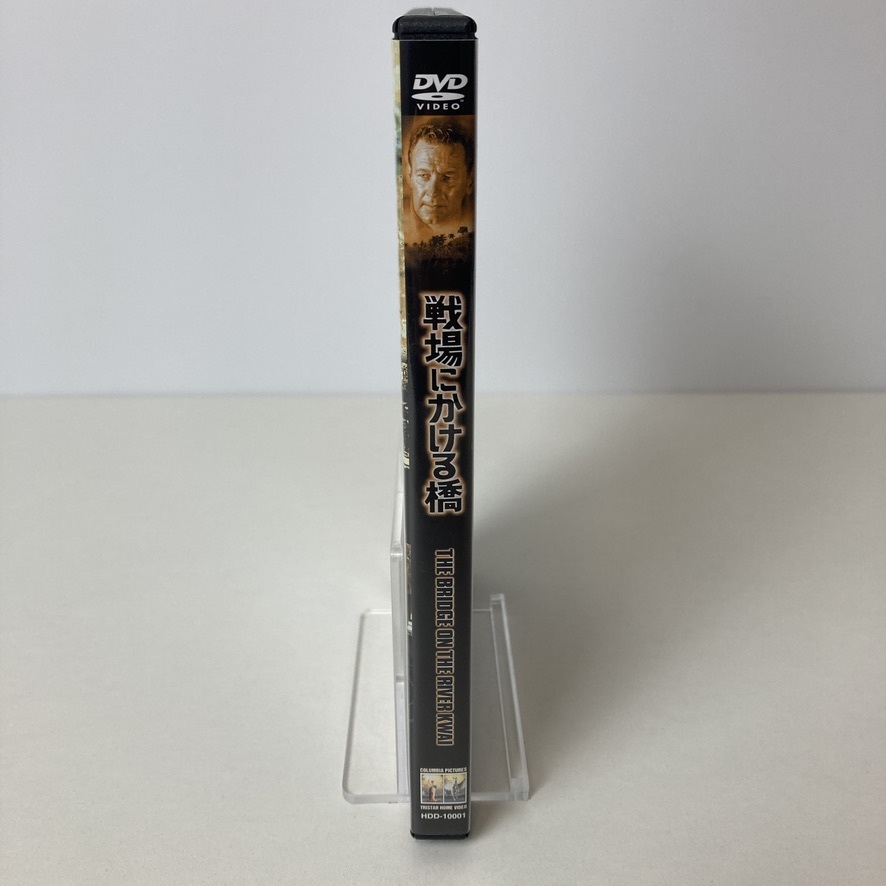 DVD
VIDEO
戦場にかける橋
THE BRIDGE ON THE RIVER KWAI
COLUMBIA PICTURES
TRISTAR HOME VIDEO
HDD-10001